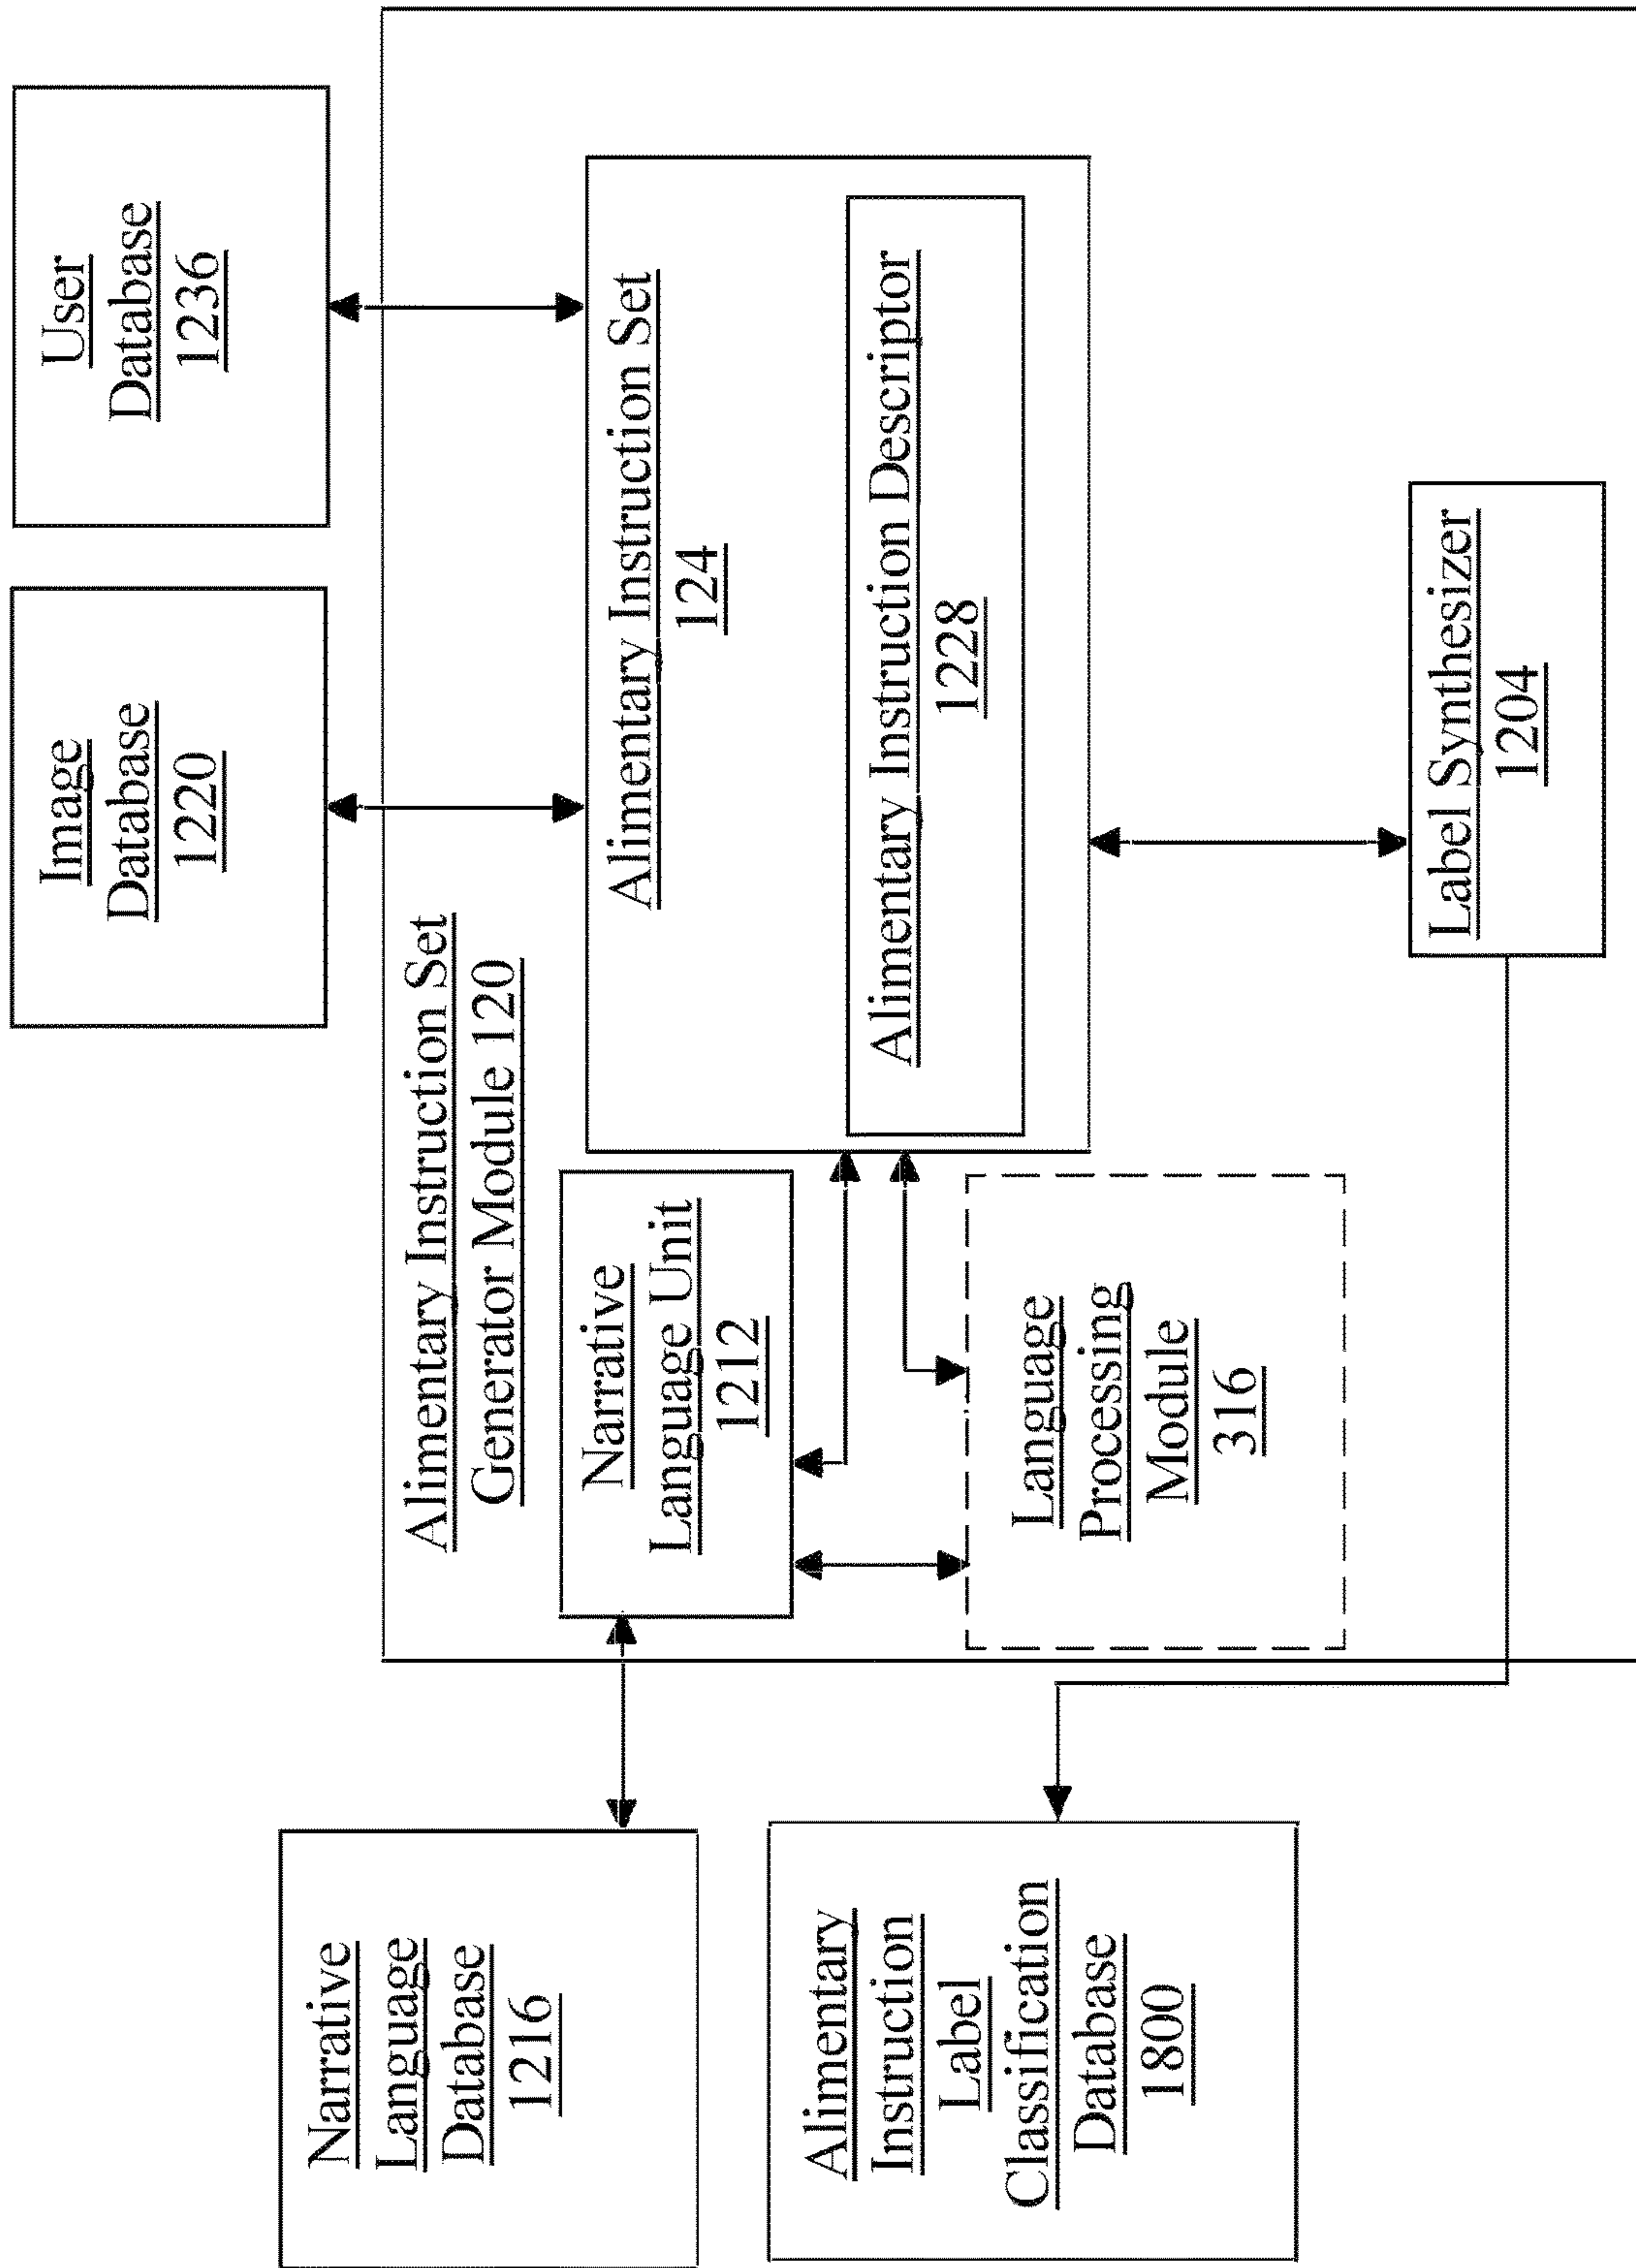 Narrative
Language
Database
1216
Alimentary
Instruction
Label
Classification
Database
1800
Alimentary Instruction Set
Generator Module 120
Narrative
Language Unit
1212
Language
Processing
Module
316
Image
Database
1220
User
Database
1236
Alimentary Instruction Set
124
Alimentary Instruction Descriptor
1228
Label Synthesizer
1204